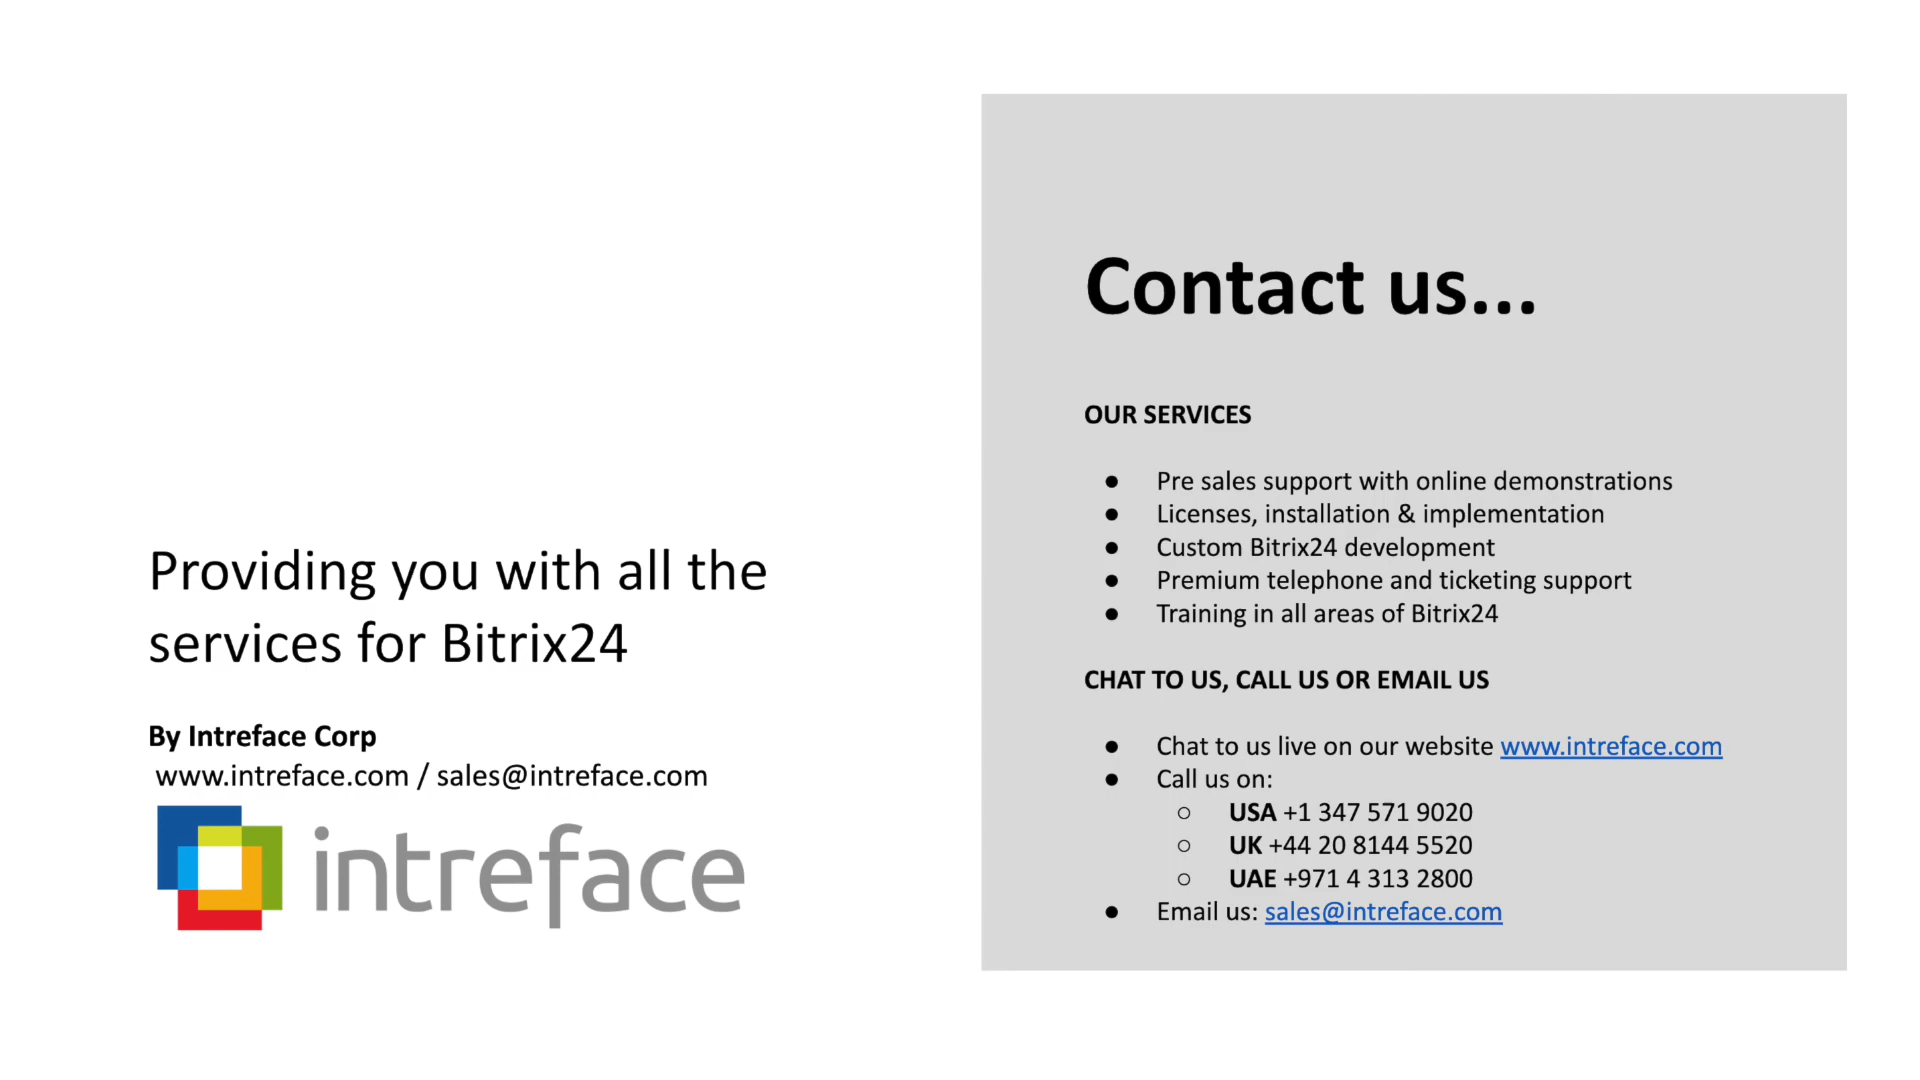 Providing you with all the
services for Bitrix24
By Intreface Corp
www.intreface.com / sales@intreface.com
intreface
Contact us...
OUR SERVICES
● Pre sales support with online demonstrations
● Licenses, installation & implementation
● Custom Bitrix24 development
● Premium telephone and ticketing support
● Training in all areas of Bitrix24
CHAT TO US, CALL US OR EMAIL US
● Chat to us live on our website www.intreface.com
● Call us on:
○ USA +1 347 571 9020
○ UK +44 20 8144 5520
○ UAE +971 4 313 2800
● Email us: sales@intreface.com